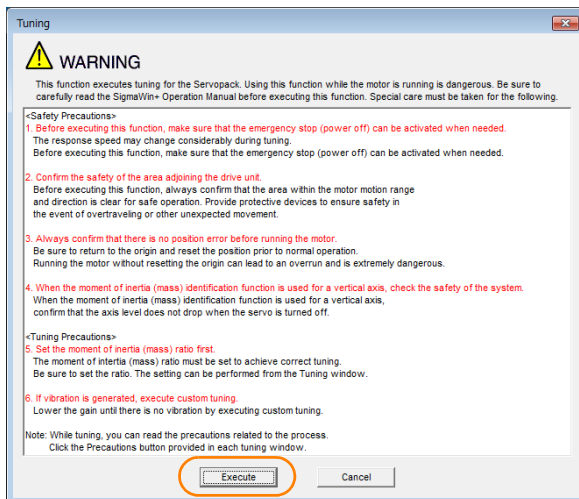 Tuning
WARNING
This function executes tuning for the Servopack. Using this function while the motor is running is dangerous. Be sure to
carefully read the SigmaWin+ Operation Manual before executing this function. Special care must be taken for the following.
<Safety Precautions>
1. Before executing this function, make sure that the emergency stop (power off) can be activated when needed.
The response speed may change considerably during tuning.
Before executing this function, make sure that the emergency stop (power off) can be activated when needed.
2. Confirm the safety of the area adjoining the drive unit.
Before executing this function, always confirm that the area within the motor motion range
and direction is clear for safe operation. Provide protective devices to ensure safety in
the event of overtraveling or other unexpected movement.
3. Always confirm that there is no position error before running the motor.
Be sure to return to the origin and reset the position prior to normal operation.
Running the motor without resetting the origin can lead to an overrun and is extremely dangerous.
4. When the moment of inertia (mass) identification function is used for a vertical axis, check the safety of the system.
When the moment of inertia (mass) identification function is used for a vertical axis,
confirm that the axis level does not drop when the servo is turned off.
<Tuning Precautions>
5. Set the moment of inertia (mass) ratio first.
The moment of intertia (mass) ratio must be set to achieve correct tuning.
Be sure to set the ratio. The setting can be performed from the Tuning window.
6. If vibration is generated, execute custom tuning.
Lower the gain until there is no vibration by executing custom tuning.
Note: While tuning, you can read the precautions related to the process.
Click the Precautions button provided in each tuning window.
Execute Cancel